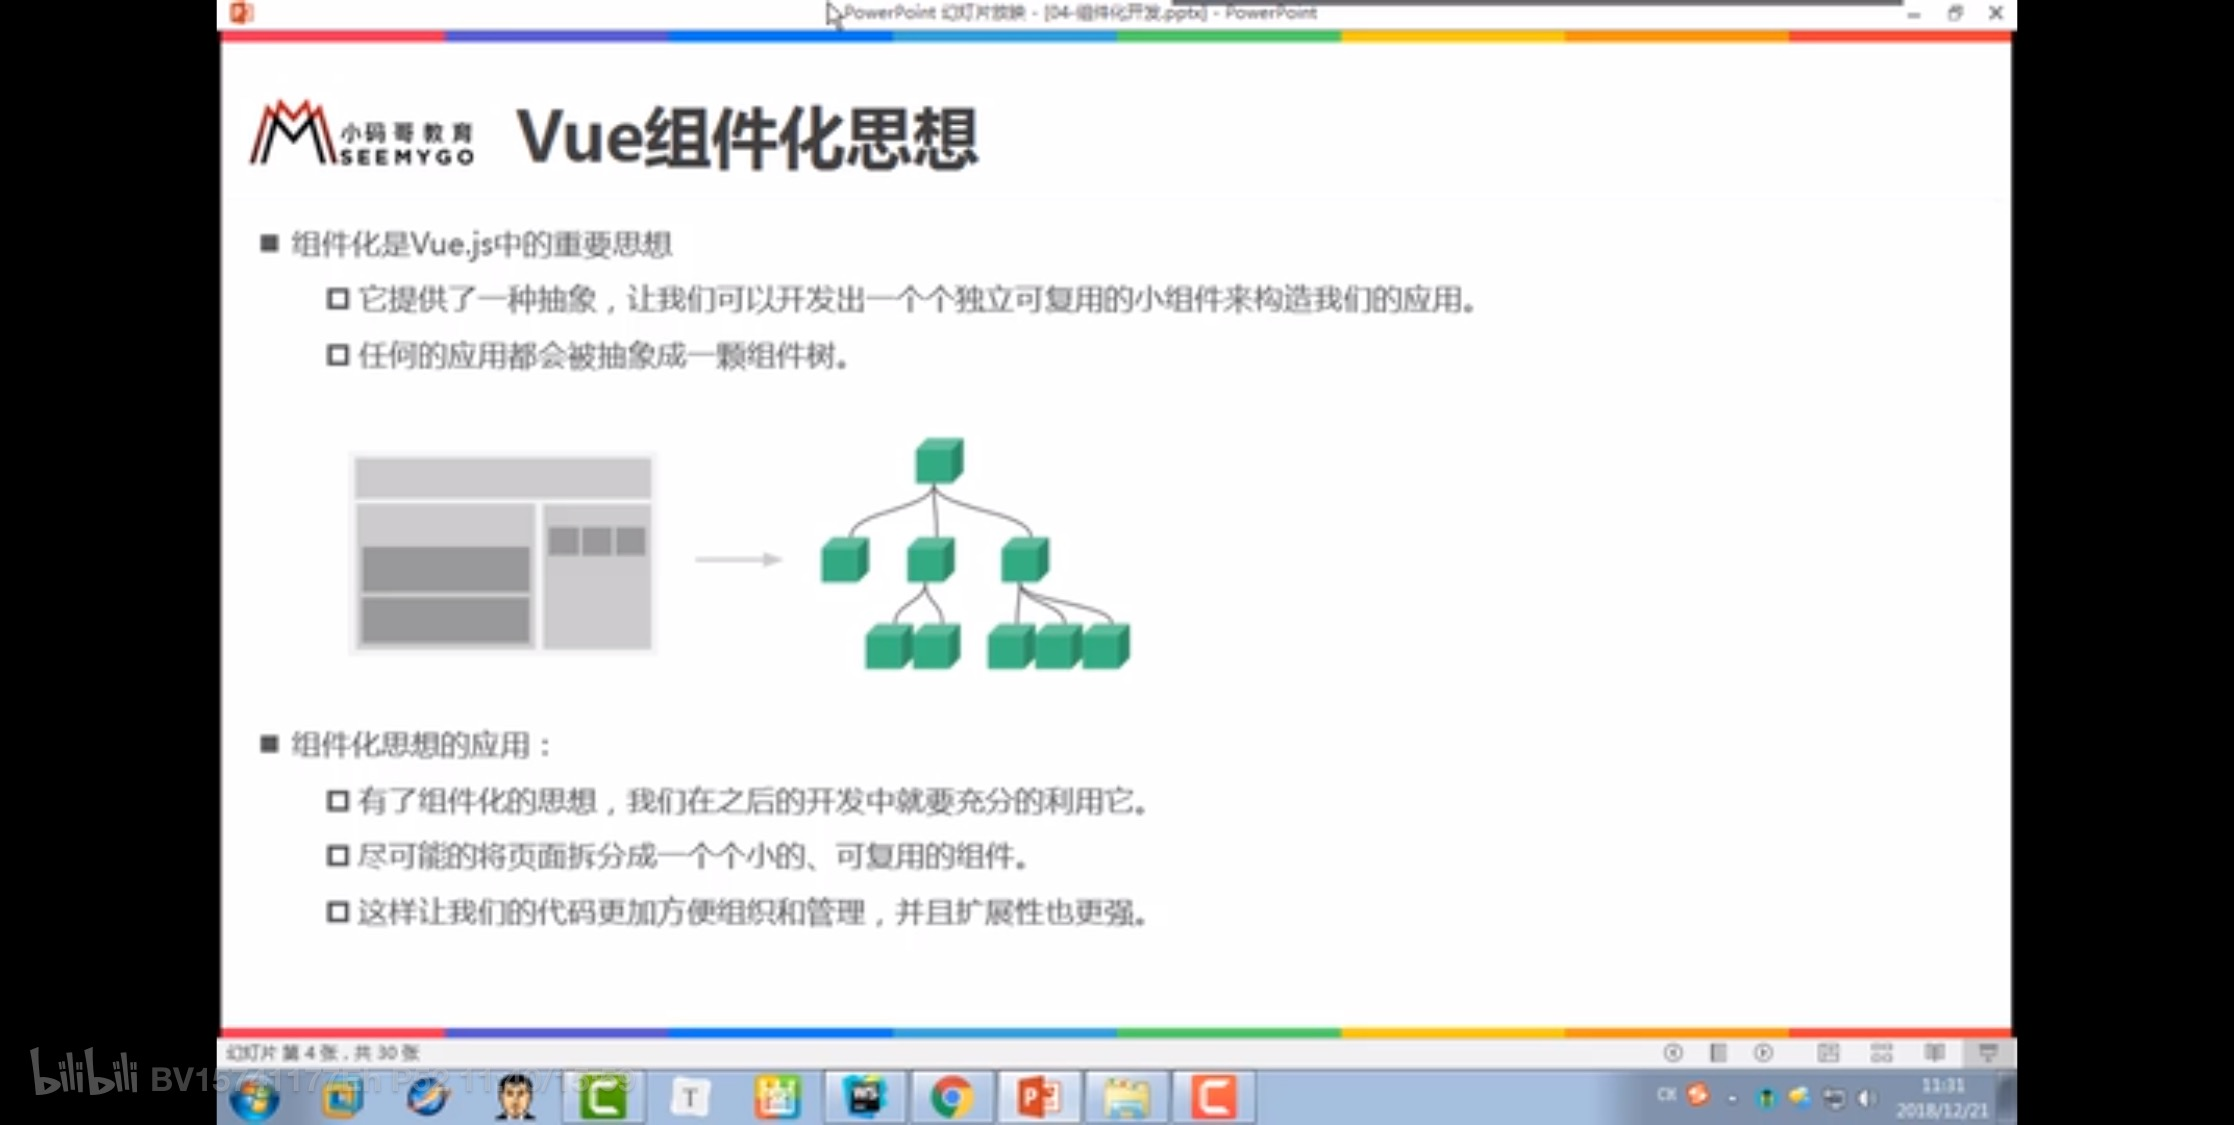 PowerPoint 幻灯片放映 - [04-组件化开发.pptx] - PowerPoint
小码哥教育
SEEMYGO
Vue组件化思想
组件化是Vue.js中的重要思想
它提供了一种抽象，让我们可以开发出一个个独立可复用的小组件来构造我们的应用。
任何的应用都会被抽象成一颗组件树。
组件化思想的应用：
有了组件化的思想，我们在之后的开发中就要充分的利用它。
尽可能的将页面拆分成一个个小的、可复用的组件。
这样让我们的代码更加方便组织和管理，并且扩展性也更强。
幻灯片 第 4 张，共 30 张
bilibili
T
WS
CK
11:31
2018/12/21